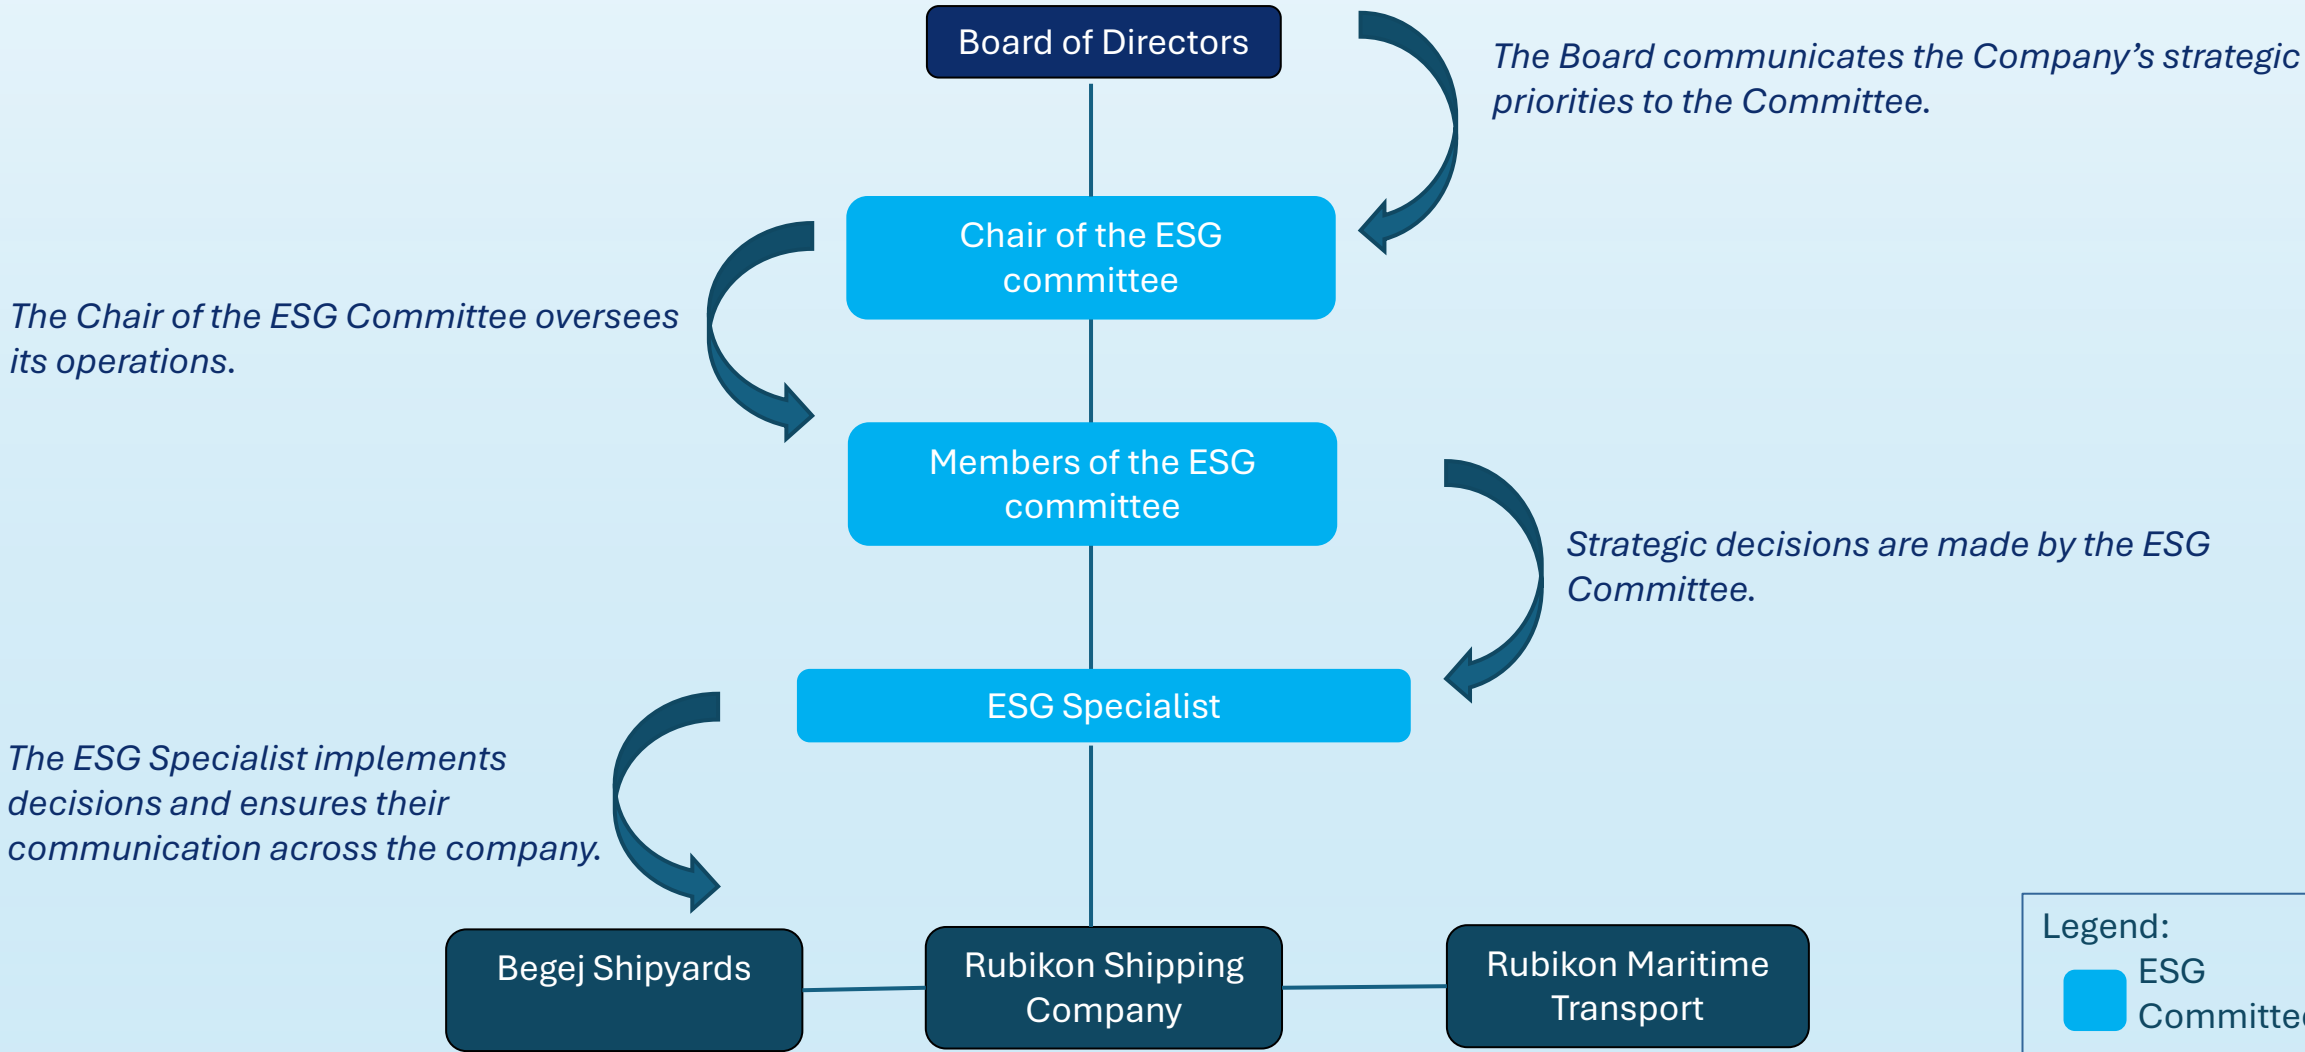 Board of Directors
The Board communicates the Company’s strategic
priorities to the Committee.
Chair of the ESG
committee
The Chair of the ESG Committee oversees
its operations.
Members of the ESG
committee
Strategic decisions are made by the ESG
Committee.
ESG Specialist
The ESG Specialist implements
decisions and ensures their
communication across the company.
Begej Shipyards
Rubikon Shipping
Company
Rubikon Maritime
Transport
Legend:
ESG
Committee